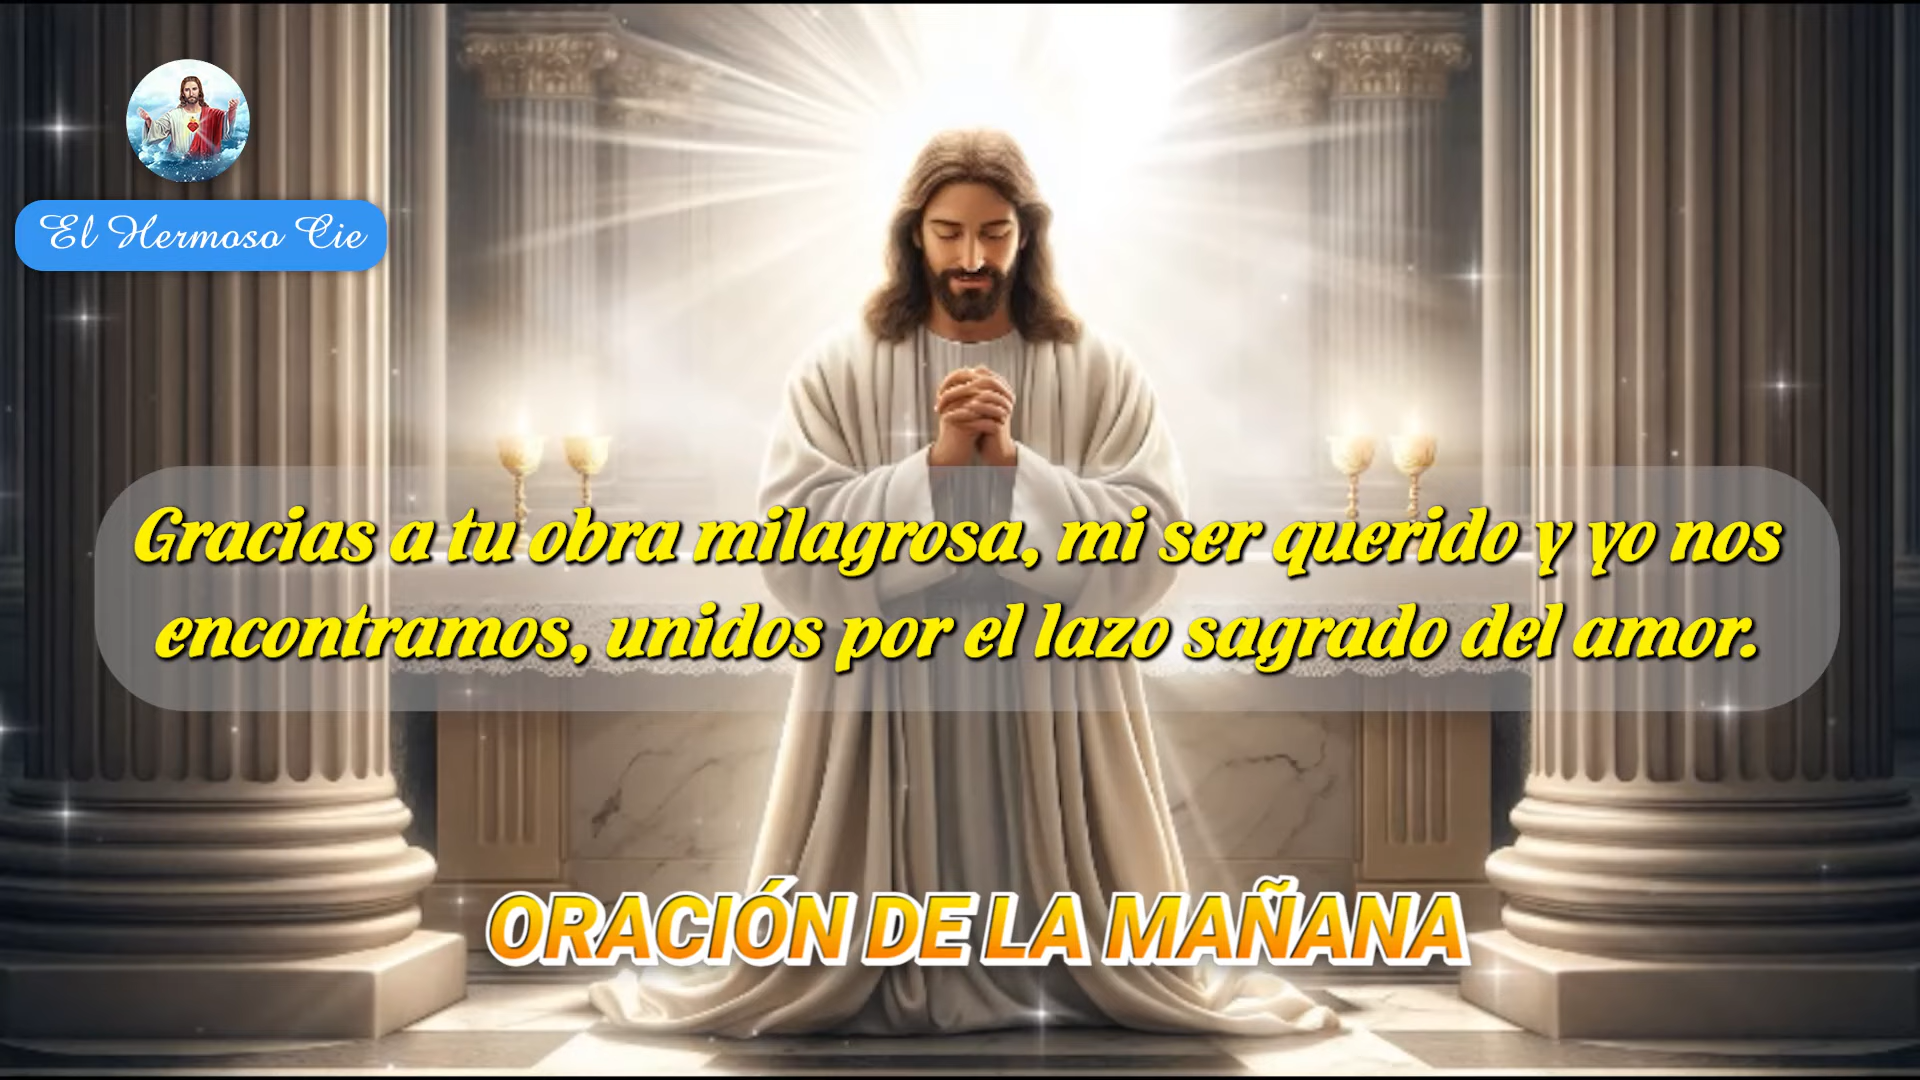 El Hermoso Cie
Gracias a tu obra milagrosa, mi ser querido y yo nos
encontramos, unidos por el lazo sagrado del amor.
ORACIÓN DE LA MAÑANA